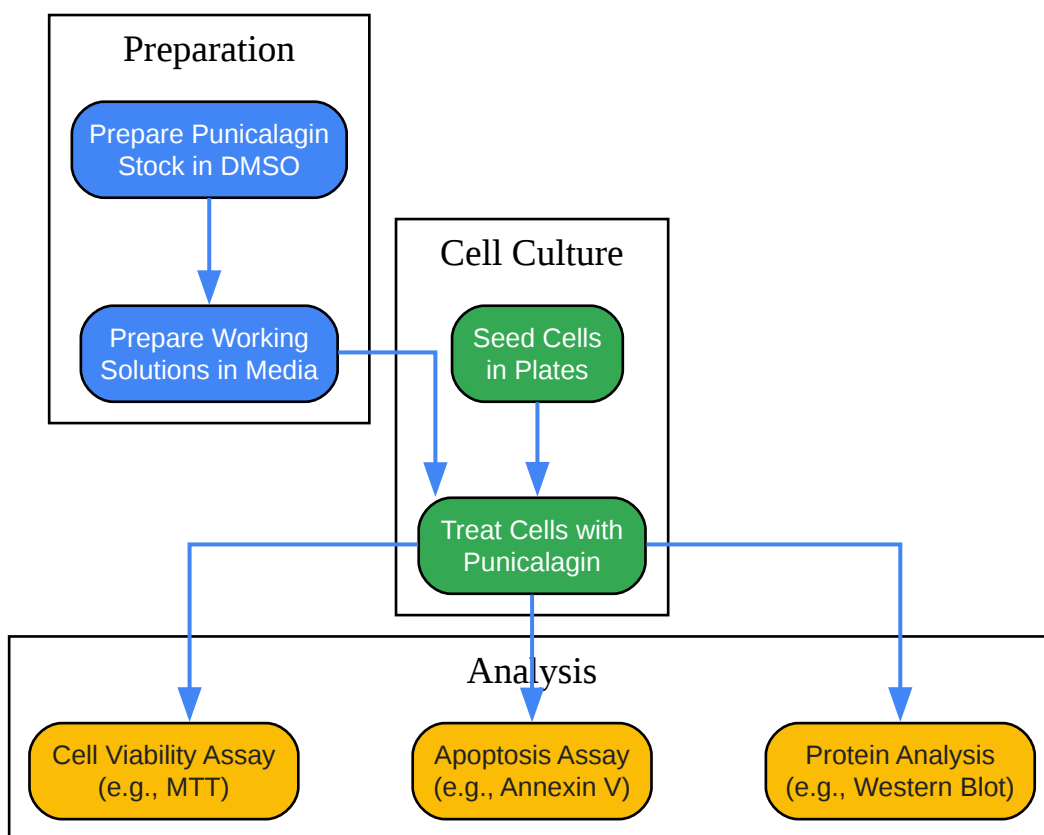 Preparation
Prepare Punicalagin
Stock in DMSO
Prepare Working
Solutions in Media
Cell Culture
Seed Cells
in Plates
Treat Cells with
Punicalagin
Analysis
Cell Viability Assay
(e.g., MTT)
Apoptosis Assay
(e.g., Annexin V)
Protein Analysis
(e.g., Western Blot)